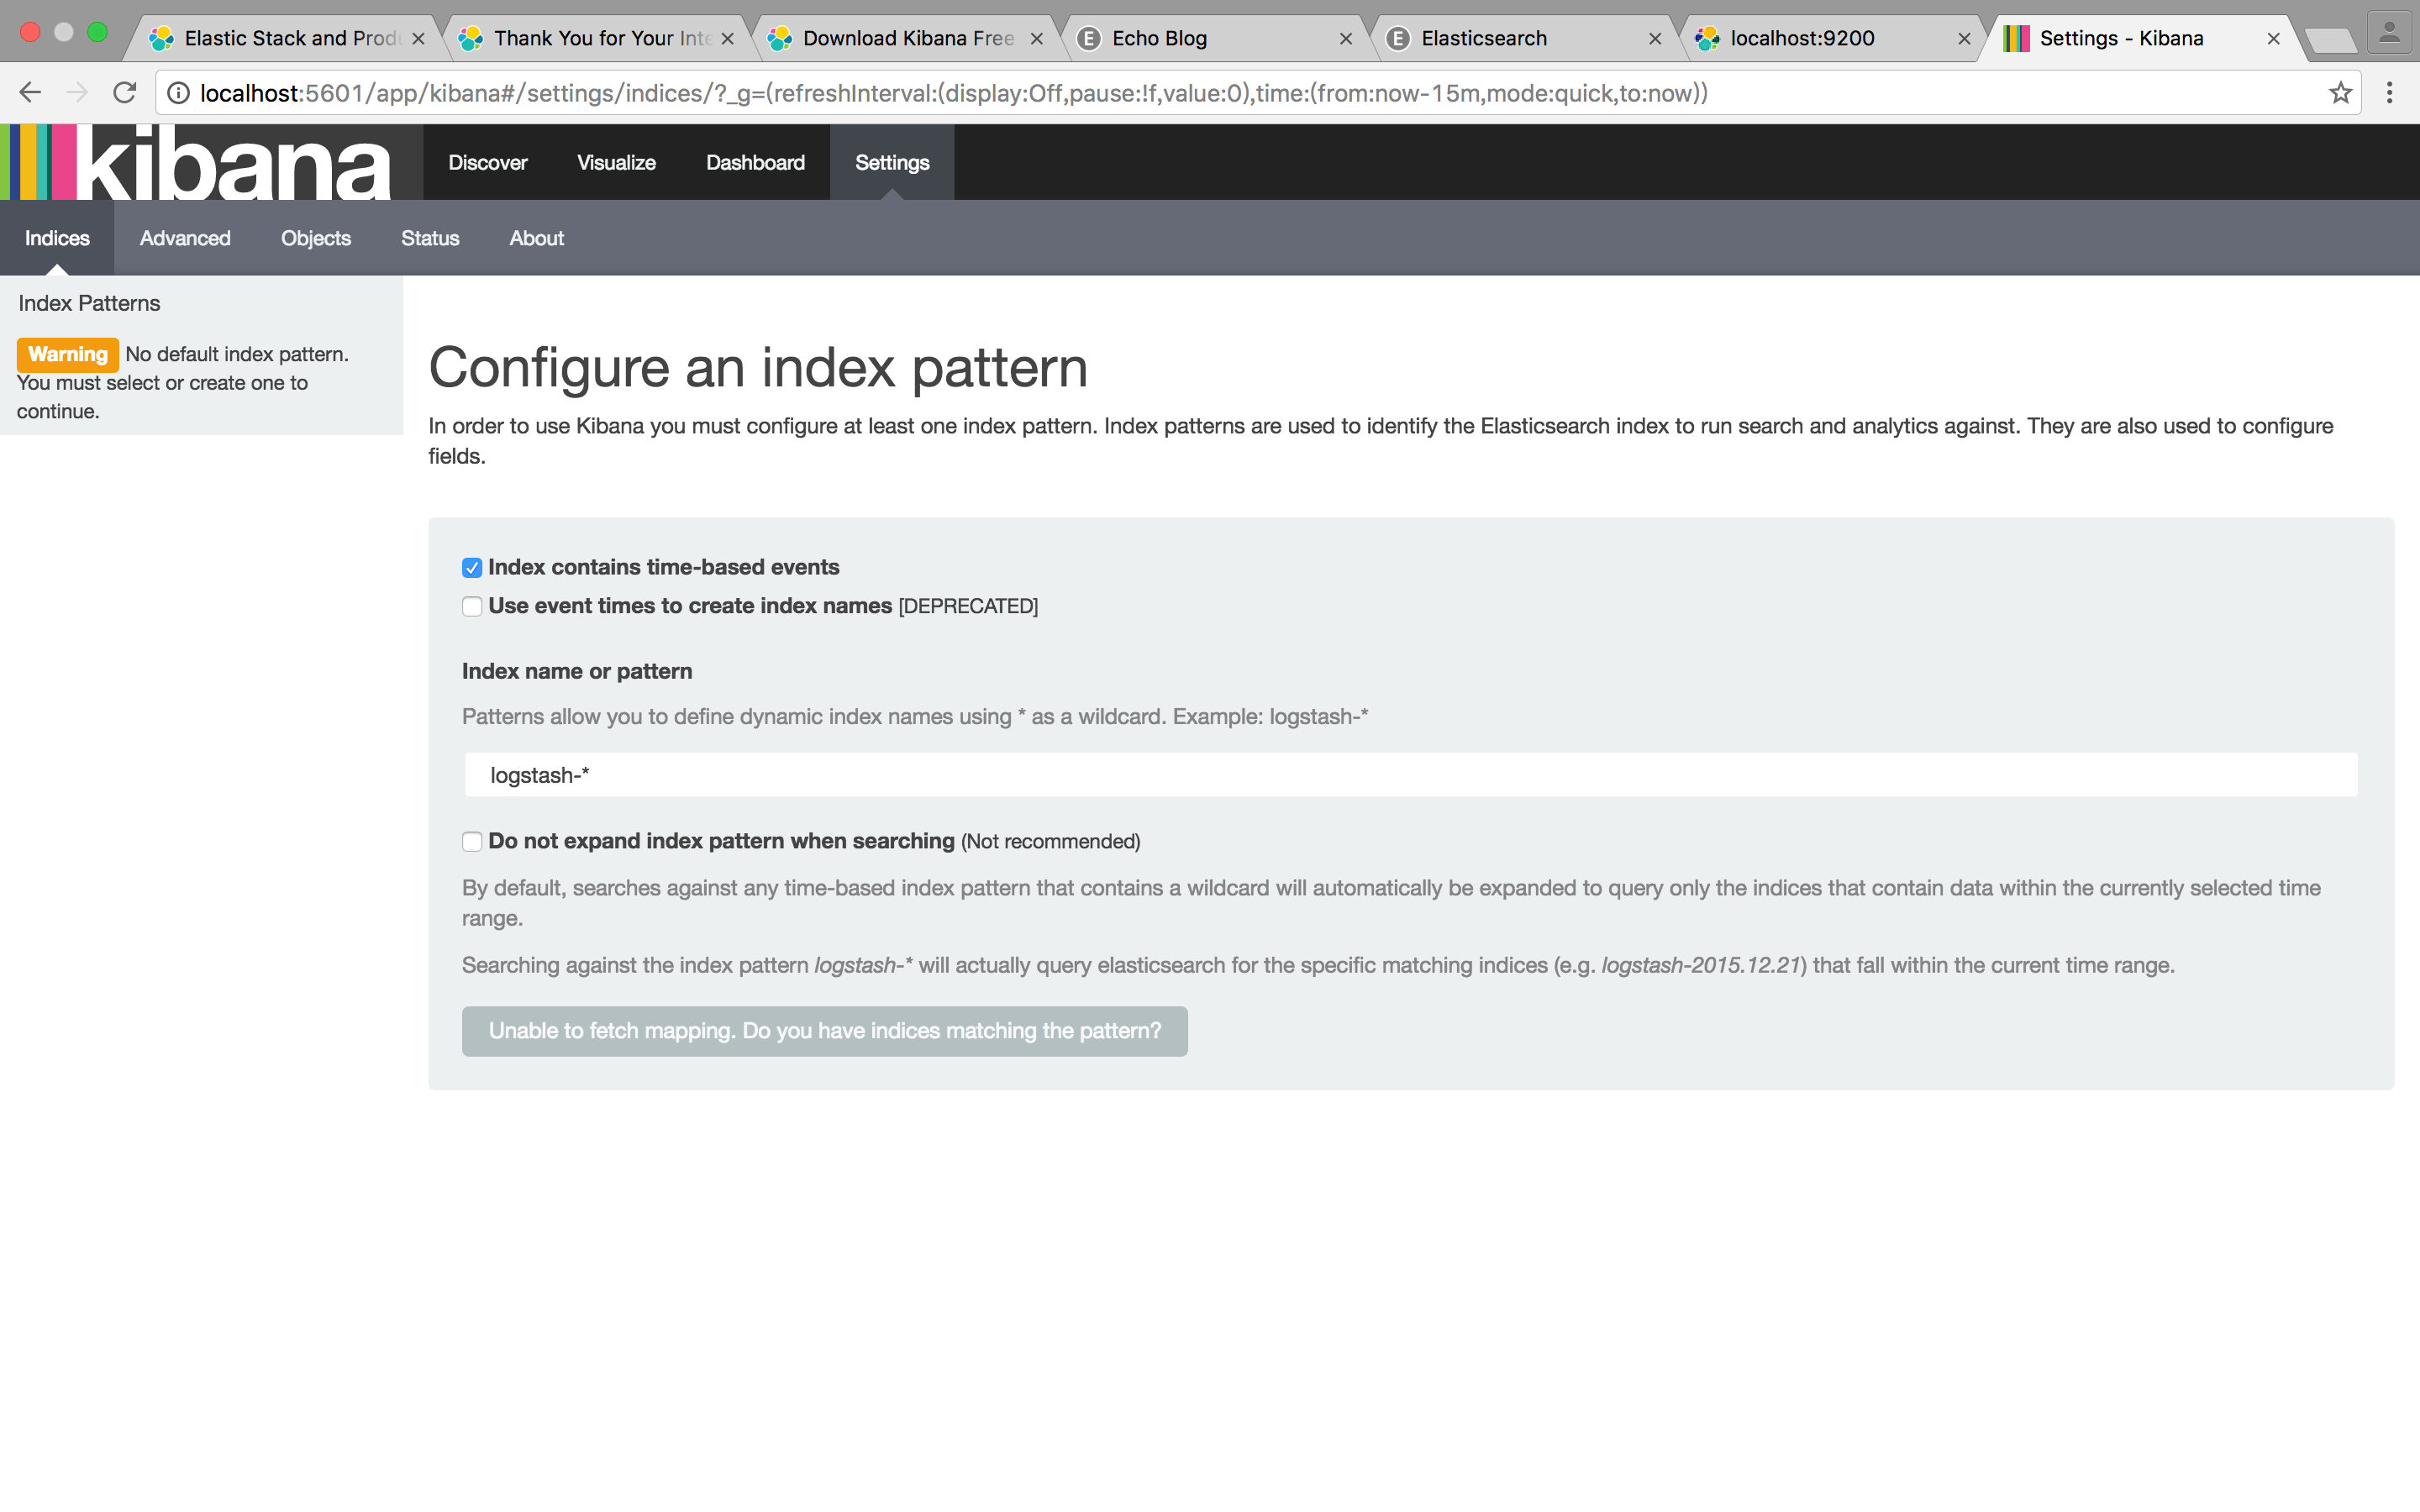 Elastic Stack and Produ
Thank You for Your Inte
Download Kibana Free
E Echo Blog
E Elasticsearch
localhost:9200
Settings - Kibana
localhost:5601/app/kibana#/settings/indices/?_g=(refreshInterval:(display:Off,pause:!f,value:0),time:(from:now-15m,mode:quick,to:now))
kibana
Discover Visualize Dashboard Settings
Indices Advanced Objects Status About
Index Patterns
Warning No default index pattern.
You must select or create one to
continue.
Configure an index pattern
In order to use Kibana you must configure at least one index pattern. Index patterns are used to identify the Elasticsearch index to run search and analytics against. They are also used to configure
fields.
Index contains time-based events
Use event times to create index names [DEPRECATED]
Index name or pattern
Patterns allow you to define dynamic index names using * as a wildcard. Example: logstash-*
logstash-*
Do not expand index pattern when searching (Not recommended)
By default, searches against any time-based index pattern that contains a wildcard will automatically be expanded to query only the indices that contain data within the currently selected time
range.
Searching against the index pattern logstash-* will actually query elasticsearch for the specific matching indices (e.g. logstash-2015.12.21) that fall within the current time range.
Unable to fetch mapping. Do you have indices matching the pattern?